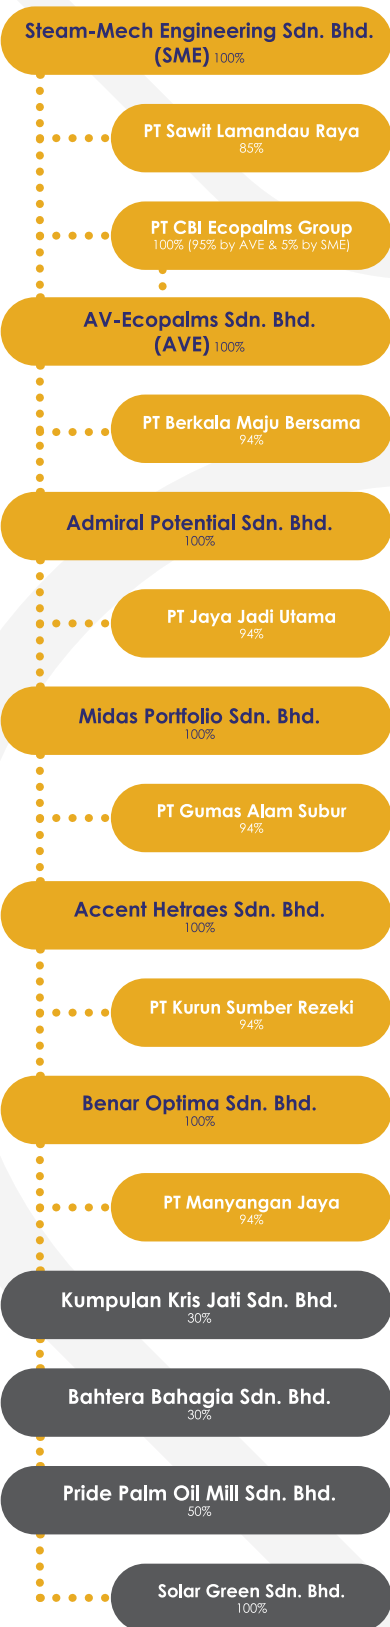 Steam-Mech Engineering Sdn. Bhd.
(SME) 100%
PT Sawit Lamandau Raya
85%
PT CBI Ecopalms Group
100% (95% by AVE & 5% by SME)
AV-Ecopalms Sdn. Bhd.
(AVE) 100%
PT Berkala Maju Bersama
94%
Admiral Potential Sdn. Bhd.
100%
PT Jaya Jadi Utama
94%
Midas Portfolio Sdn. Bhd.
100%
PT Gumas Alam Subur
94%
Accent Hetraes Sdn. Bhd.
100%
PT Kurun Sumber Rezeki
94%
Benar Optima Sdn. Bhd.
100%
PT Manyangan Jaya
94%
Kumpulan Kris Jati Sdn. Bhd.
30%
Bahtera Bahagia Sdn. Bhd.
30%
Pride Palm Oil Mill Sdn. Bhd.
50%
Solar Green Sdn. Bhd.
100%